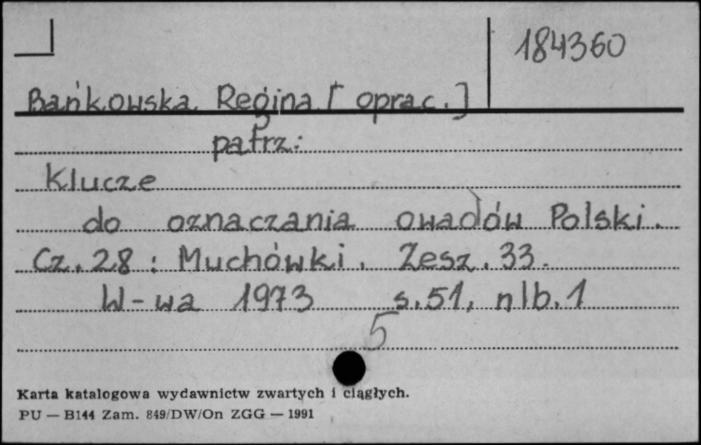 184360
Bańkowska Regina [oprac.]
patrz:
Klucze
do oznaczania owadów Polski.
Cz. 28 : Muchówki. Zesz. 33.
W-wa 1973 s. 51, nlb. 1
5
Karta katalogowa wydawnictw zwartych i ciągłych.
PU — B144 Zam. 849/DW/On ZGG — 1991